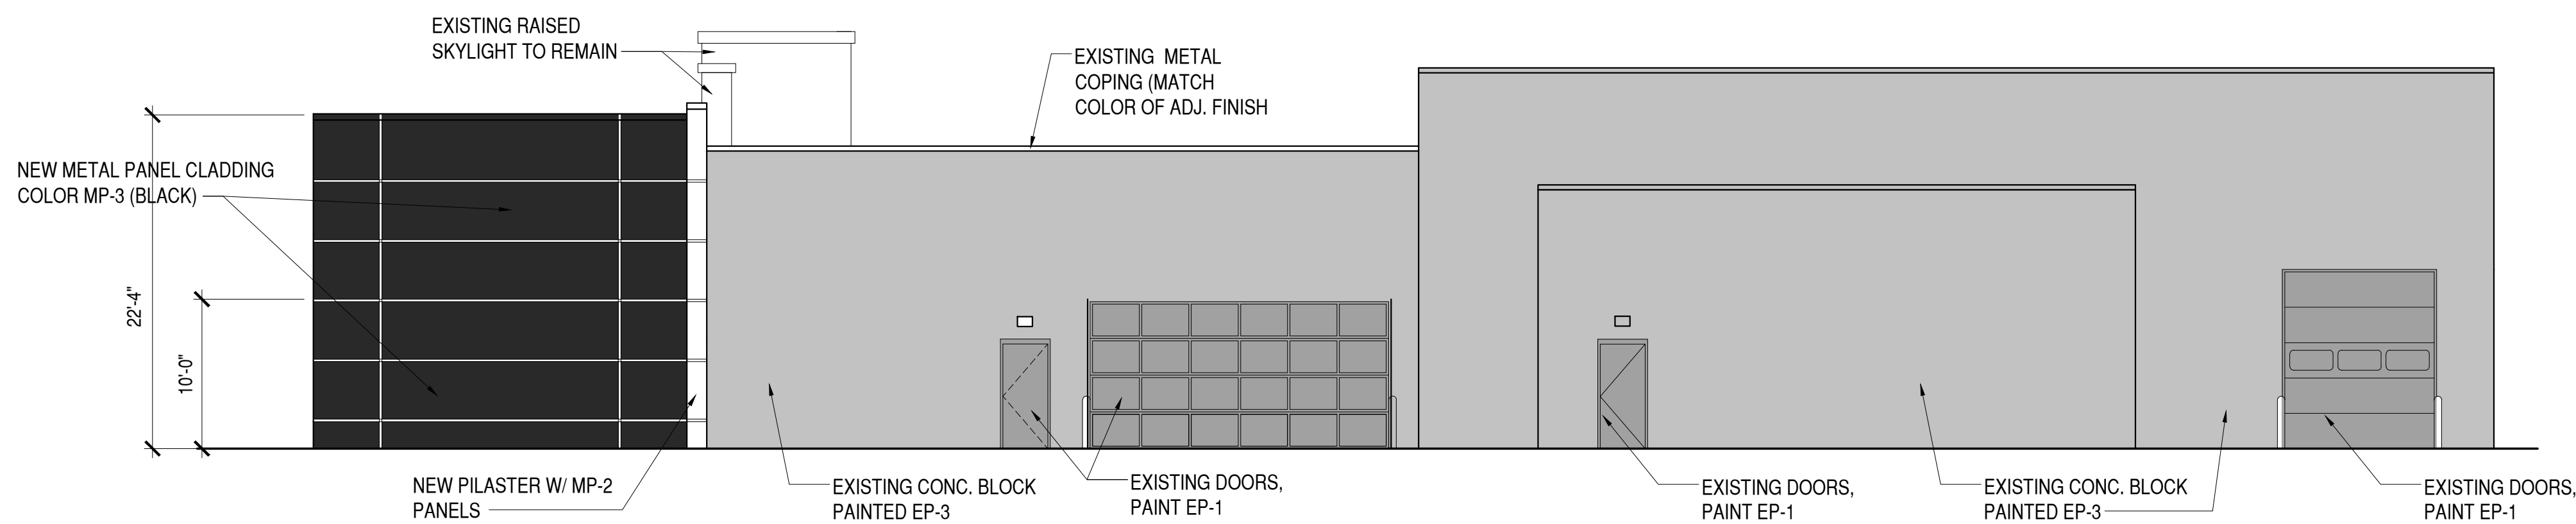 EXISTING RAISED
SKYLIGHT TO REMAIN
EXISTING METAL
COPING (MATCH
COLOR OF ADJ. FINISH
NEW METAL PANEL CLADDING
COLOR MP-3 (BLACK)
22'-4"
10'-0"
NEW PILASTER W/ MP-2
PANELS
EXISTING CONC. BLOCK
PAINTED EP-3
EXISTING DOORS,
PAINT EP-1
EXISTING DOORS,
PAINT EP-1
EXISTING CONC. BLOCK
PAINTED EP-3
EXISTING DOORS,
PAINT EP-1